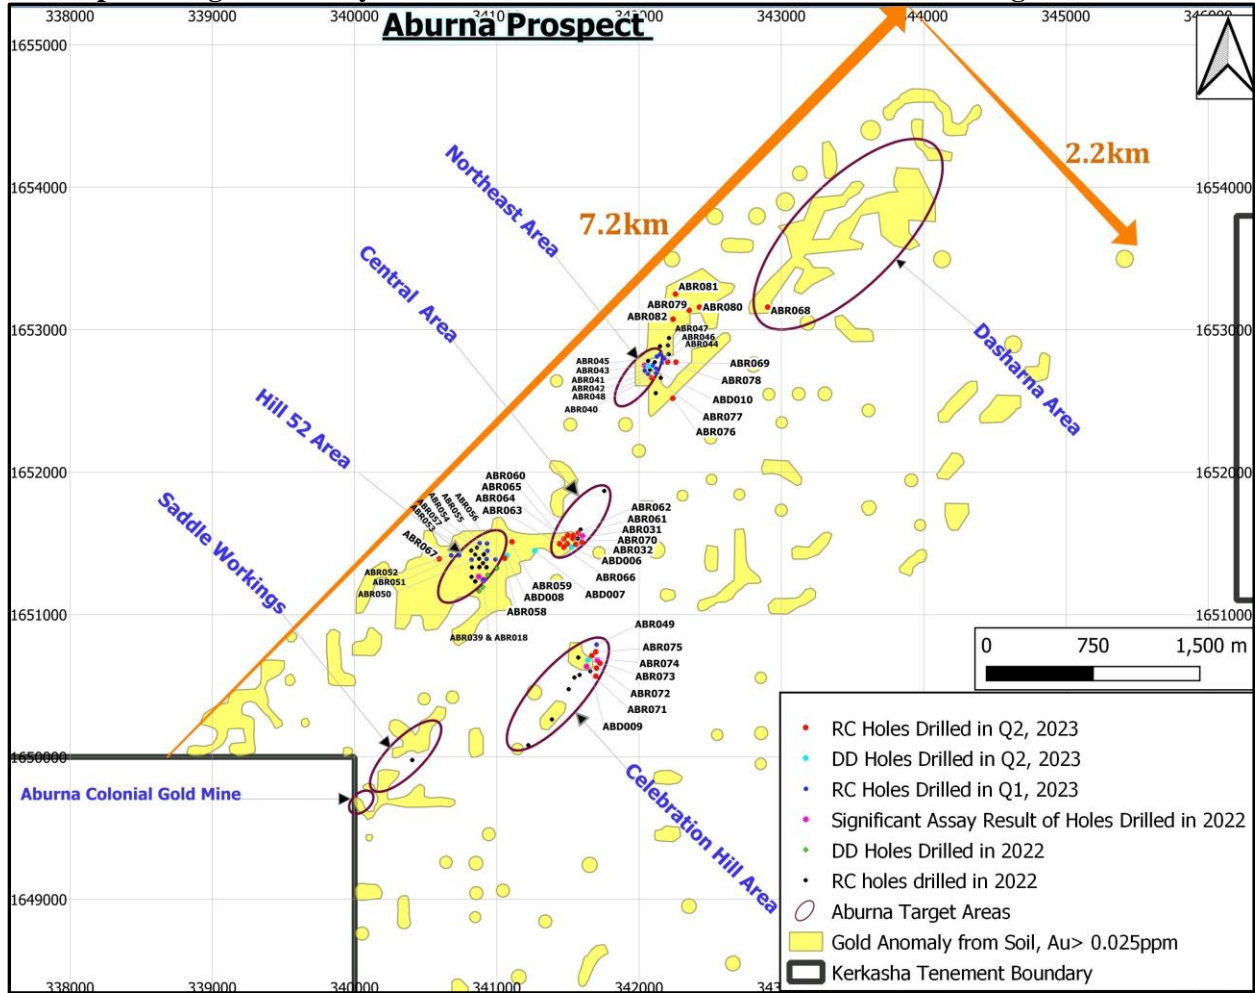 338000 339000 340000 342000 343000 344000 345000
Aburna Prospect
1655000
1654000 1654000
1653000 1653000
1652000 1652000
1651000 1651000
1650000
1649000
7.2km
2.2km
Northeast Area
Central Area
Hill 52 Area
Saddle Workings
Aburna Colonial Gold Mine
Celebration Hill Area
Dasharna Area
ABR081
ABR079
ABR080
ABR082
ABR068
ABR047
ABR046
ABR044
ABR045
ABR043
ABR041
ABR042
ABR048
ABR040
ABR069
ABR078
ABD010
ABR077
ABR076
ABR060
ABR065
ABR064
ABR063
ABR056
ABR055
ABR054
ABR057
ABR053
ABR067
ABR052
ABR051
ABR050
ABR062
ABR061
ABR031
ABR070
ABR032
ABD006
ABR066
ABD007
ABR059
ABD008
ABR058
ABR039 & ABR018
ABR049
ABR075
ABR074
ABR073
ABR072
ABR071
ABD009
0 750 1,500 m
RC Holes Drilled in Q2, 2023
DD Holes Drilled in Q2, 2023
RC Holes Drilled in Q1, 2023
Significant Assay Result of Holes Drilled in 2022
DD Holes Drilled in 2022
RC holes drilled in 2022
Aburna Target Areas
Gold Anomaly from Soil, Au> 0.025ppm
Kerkasha Tenement Boundary
338000 339000 340000 341000 342000